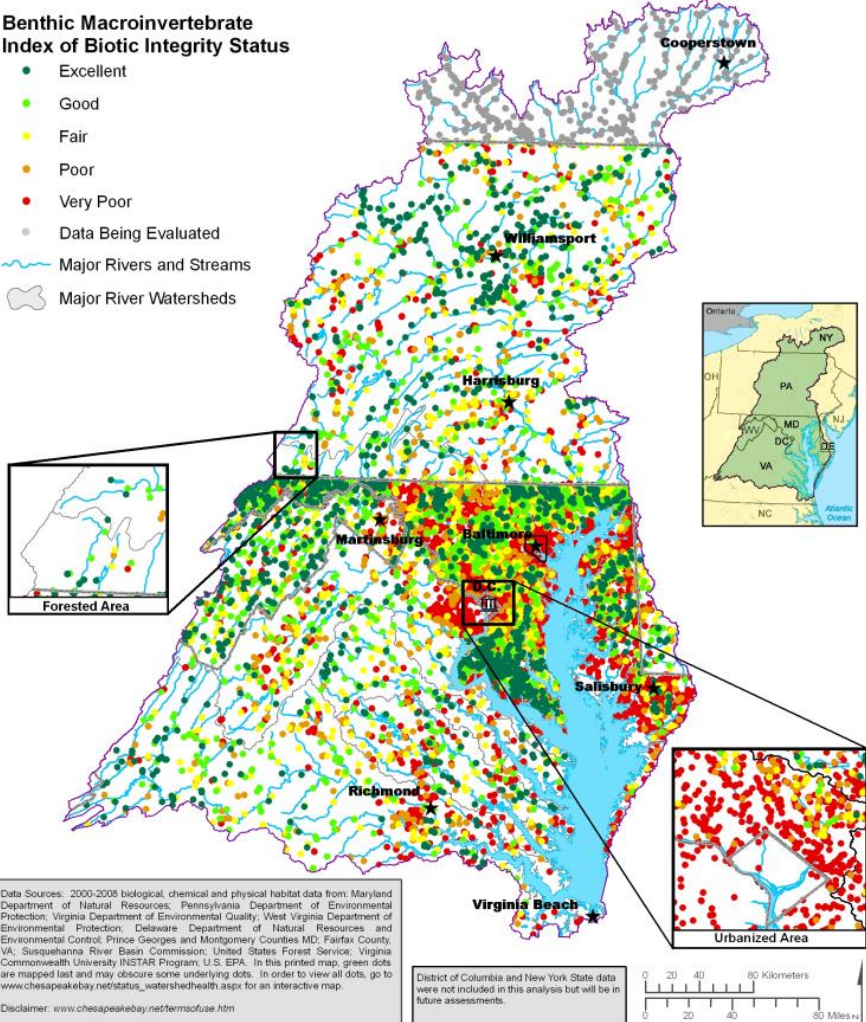 Benthic Macroinvertebrate
Index of Biotic Integrity Status
Excellent
Good
Fair
Poor
Very Poor
Data Being Evaluated
Major Rivers and Streams
Major River Watersheds
Cooperstown
Williamsport
Harrisburg
Martinsburg
Baltimore
D.C.
Salisbury
Richmond
Virginia Beach
Forested Area
Urbanized Area
Ontario
NY
OH
PA
NJ
WV
MD
DC
DE
VA
NC
Atlantic
Ocean
Data Sources: 2000-2008 biological, chemical and physical habitat data from: Maryland
Department of Natural Resources; Pennsylvania Department of Environmental
Protection; Virginia Department of Environmental Quality; West Virginia Department of
Environmental Protection; Delaware Department of Natural Resources and
Environmental Control; Prince Georges and Montgomery Counties MD; Fairfax County,
VA; Susquehanna River Basin Commission; United States Forest Service; Virginia
Commonwealth University INSTAR Program; U.S. EPA. In this printed map, green dots
are mapped last and may obscure some underlying dots. In order to view all dots, go to
www.chesapeakebay.net/status_watershedhealth.aspx for an interactive map.
Disclaimer: www.chesapeakebay.net/termsofuse.htm
District of Columbia and New York State data
were not included in this analysis but will be in
future assessments.
0 20 40 80 Kilometers
0 20 40 80 Miles
N